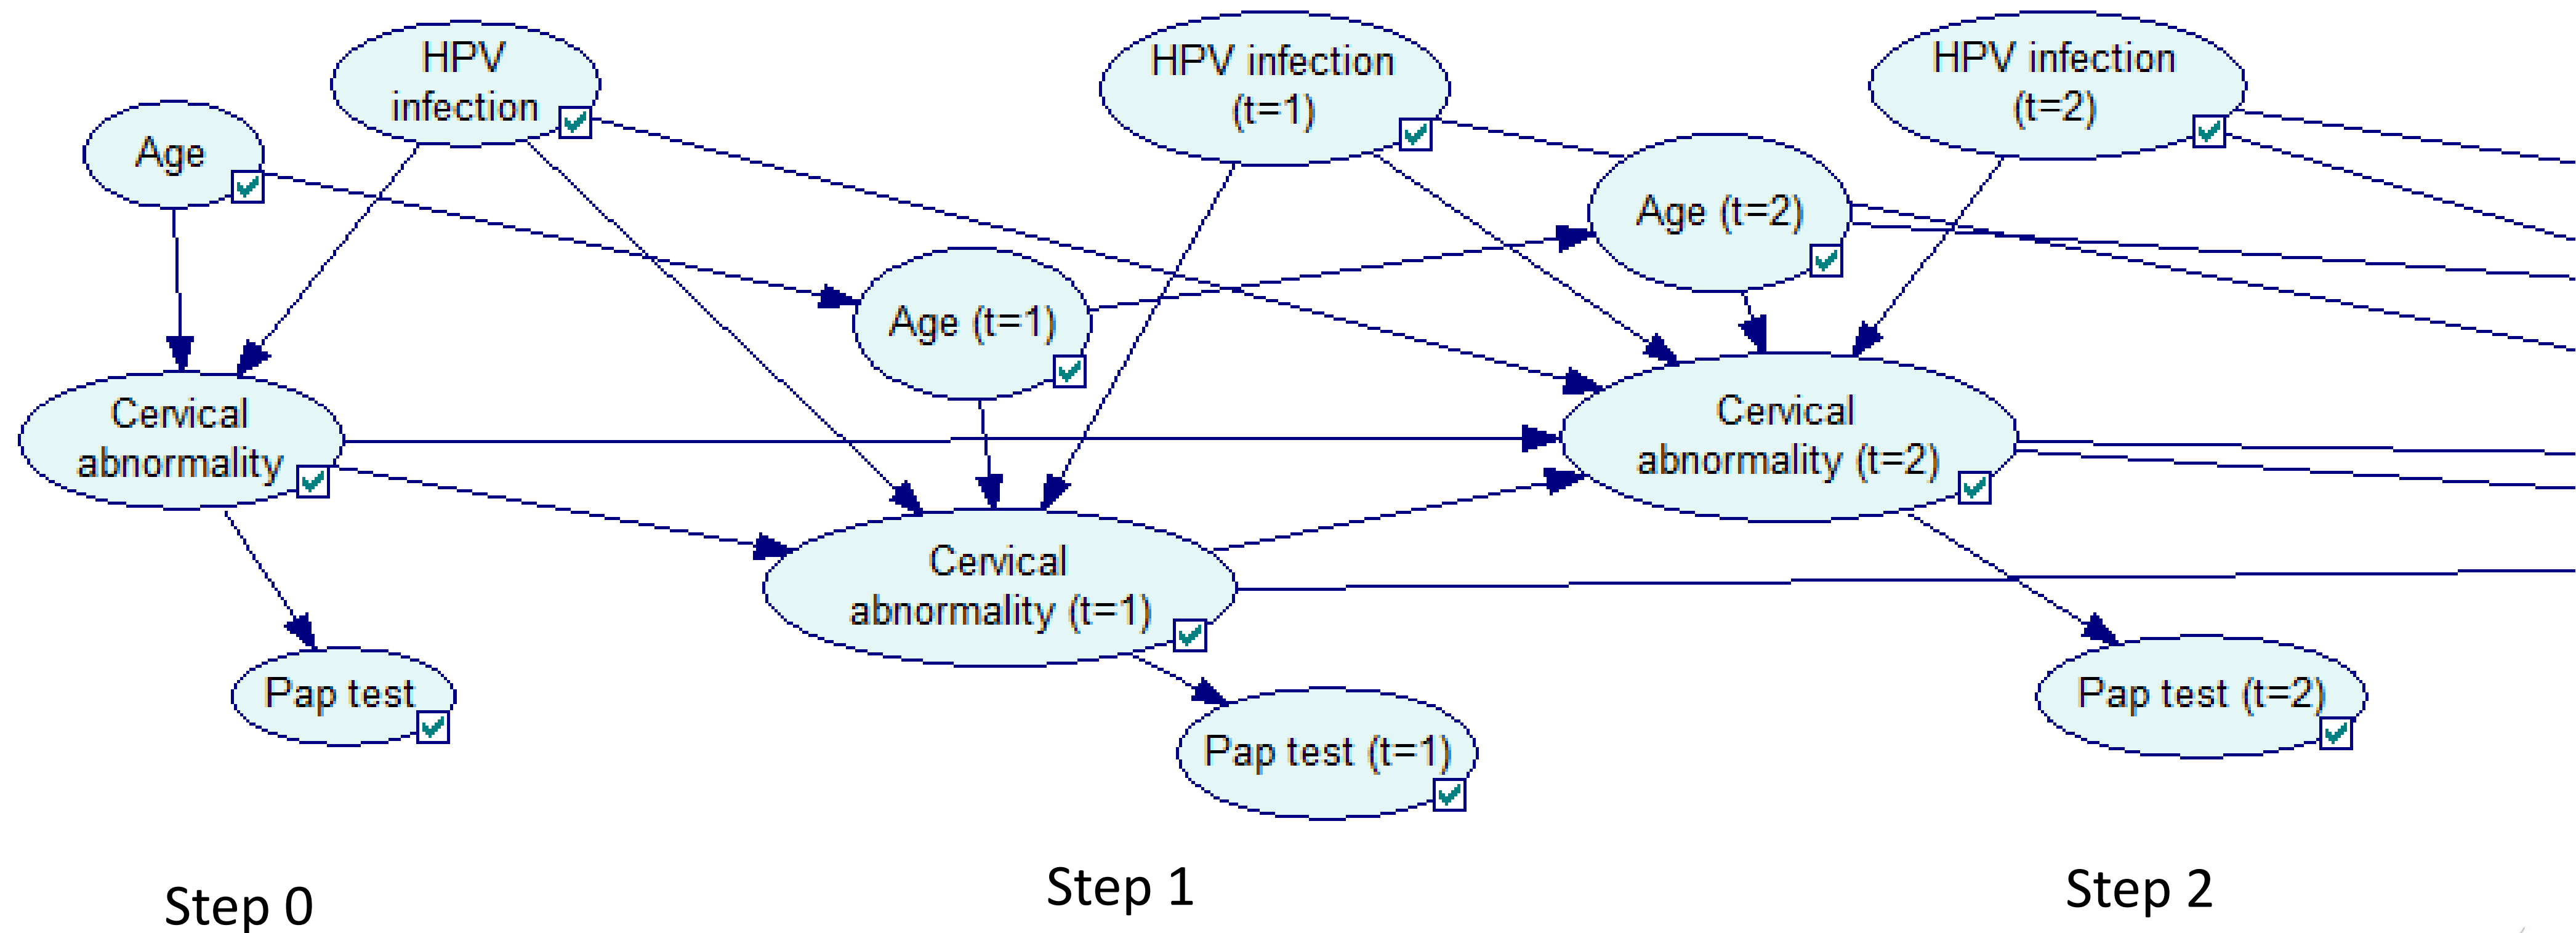 HPV
infection
Age
Cervical
abnormality
Pap test
HPV infection
(t=1)
Age (t=1)
Cervical
abnormality (t=1)
Pap test (t=1)
HPV infection
(t=2)
Age (t=2)
Cervical
abnormality (t=2)
Pap test (t=2)
Step 0
Step 1
Step 2